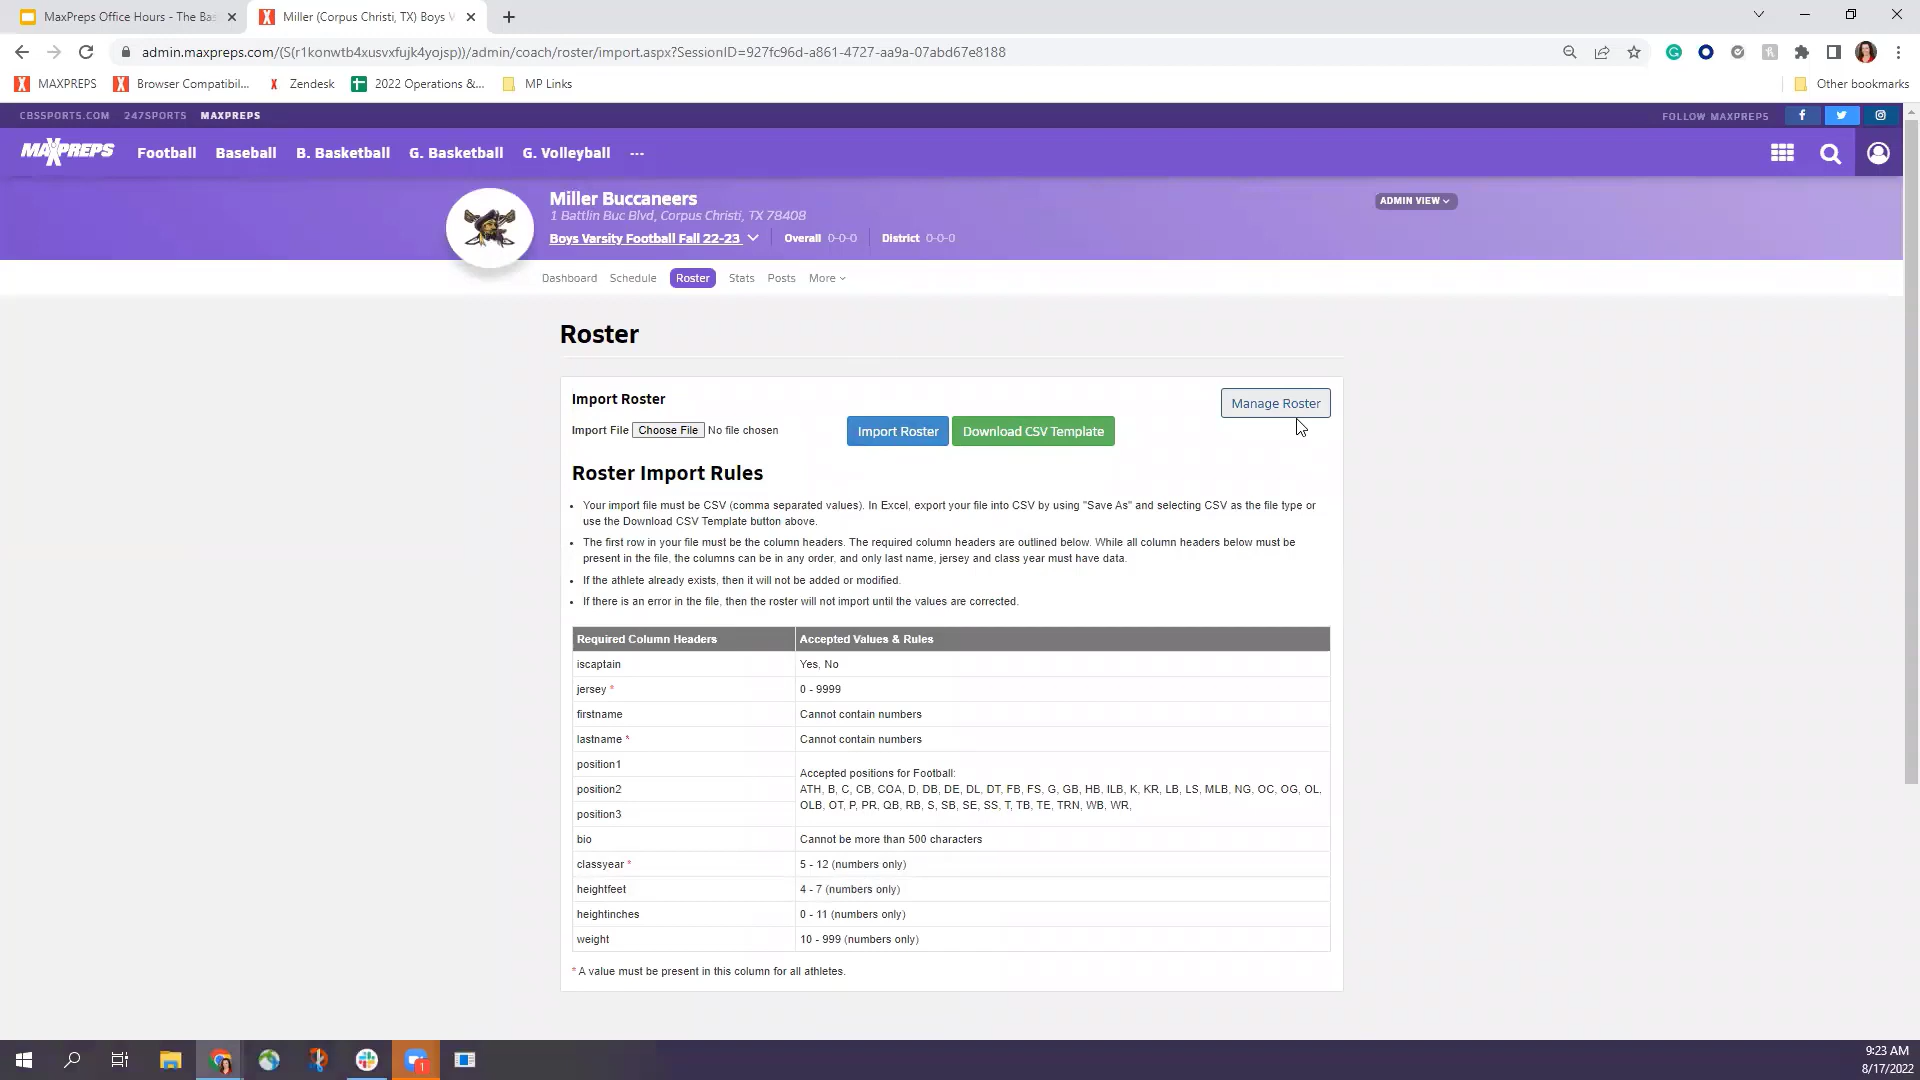 MaxPreps Office Hours - The Bas
Miller (Corpus Christi, TX) Boys V
admin.maxpreps.com/(S(r1konwtb4xusvxfujk4yojsp))/admin/coach/roster/import.aspx?SessionID=927fc96d-a861-4727-aa9a-07abd67e8188
MAXPREPS
Browser Compatibil...
Zendesk
2022 Operations &...
MP Links
Other bookmarks
CBSSPORTS.COM 247SPORTS MAXPREPS
FOLLOW MAXPREPS
MAXPREPS Football Baseball B. Basketball G. Basketball G. Volleyball ---
Miller Buccaneers
1 Battlin Buc Blvd, Corpus Christi, TX 78408
ADMIN VIEW
Boys Varsity Football Fall 22-23 Overall 0-0-0 District 0-0-0
Dashboard Schedule Roster Stats Posts More
Roster
Import Roster
Manage Roster
Import File Choose File No file chosen Import Roster Download CSV Template
Roster Import Rules
• Your import file must be CSV (comma separated values). In Excel, export your file into CSV by using "Save As" and selecting CSV as the file type or
use the Download CSV Template button above.
• The first row in your file must be the column headers. The required column headers are outlined below. While all column headers below must be
present in the file, the columns can be in any order, and only last name, jersey and class year must have data.
• If the athlete already exists, then it will not be added or modified.
• If there is an error in the file, then the roster will not import until the values are corrected.
Required Column Headers Accepted Values & Rules
iscaptain Yes, No
jersey * 0 - 9999
firstname Cannot contain numbers
lastname * Cannot contain numbers
position1
position2
position3
Accepted positions for Football:
ATH, B, C, CB, COA, D, DB, DE, DL, DT, FB, FS, G, GB, HB, ILB, K, KR, LB, LS, MLB, NG, OC, OG, OL,
OLB, OT, P, PR, QB, RB, S, SB, SE, SS, T, TB, TE, TRN, WB, WR,
bio Cannot be more than 500 characters
classyear * 5 - 12 (numbers only)
heightfeet 4 - 7 (numbers only)
heightinches 0 - 11 (numbers only)
weight 10 - 999 (numbers only)
* A value must be present in this column for all athletes.
1
9:23 AM
8/17/2022